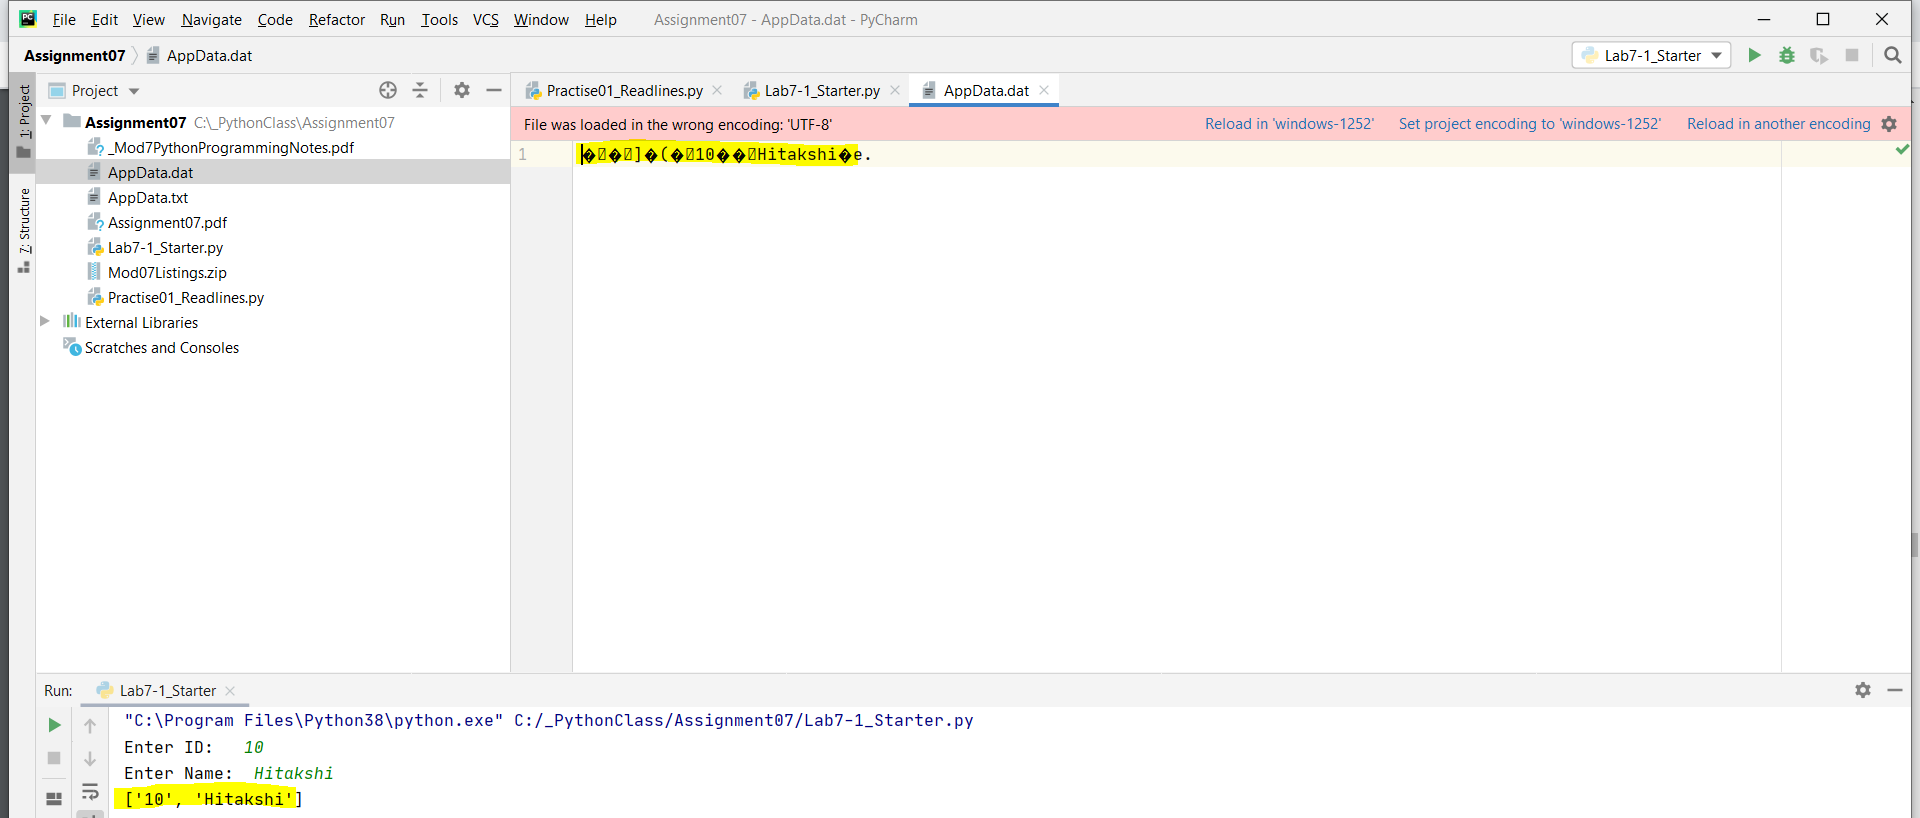 File Edit View Navigate Code Refactor Run Tools VCS Window Help Assignment07 - AppData.dat - PyCharm
Assignment07 AppData.dat Lab7-1_Starter
Project Practise01_Readlines.py Lab7-1_Starter.py AppData.dat
1: Project
7: Structure
Assignment07 C:\_PythonClass\Assignment07
_Mod7PythonProgrammingNotes.pdf
AppData.dat
AppData.txt
Assignment07.pdf
Lab7-1_Starter.py
Mod07Listings.zip
Practise01_Readlines.py
External Libraries
Scratches and Consoles
File was loaded in the wrong encoding: 'UTF-8' Reload in 'windows-1252' Set project encoding to 'windows-1252' Reload in another encoding
1 ��]�(�10��Hitakshi�e.
Run: Lab7-1_Starter
"C:\Program Files\Python38\python.exe" C:/_PythonClass/Assignment07/Lab7-1_Starter.py
Enter ID: 10
Enter Name: Hitakshi
['10', 'Hitakshi']